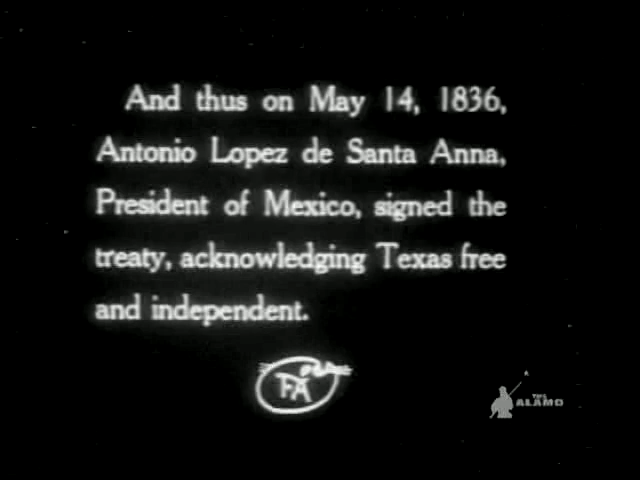 And thus on May 14, 1836,
Antonio Lopez de Santa Anna,
President of Mexico, signed the
treaty, acknowledging Texas free
and independent.
FA
THE
ALAMO